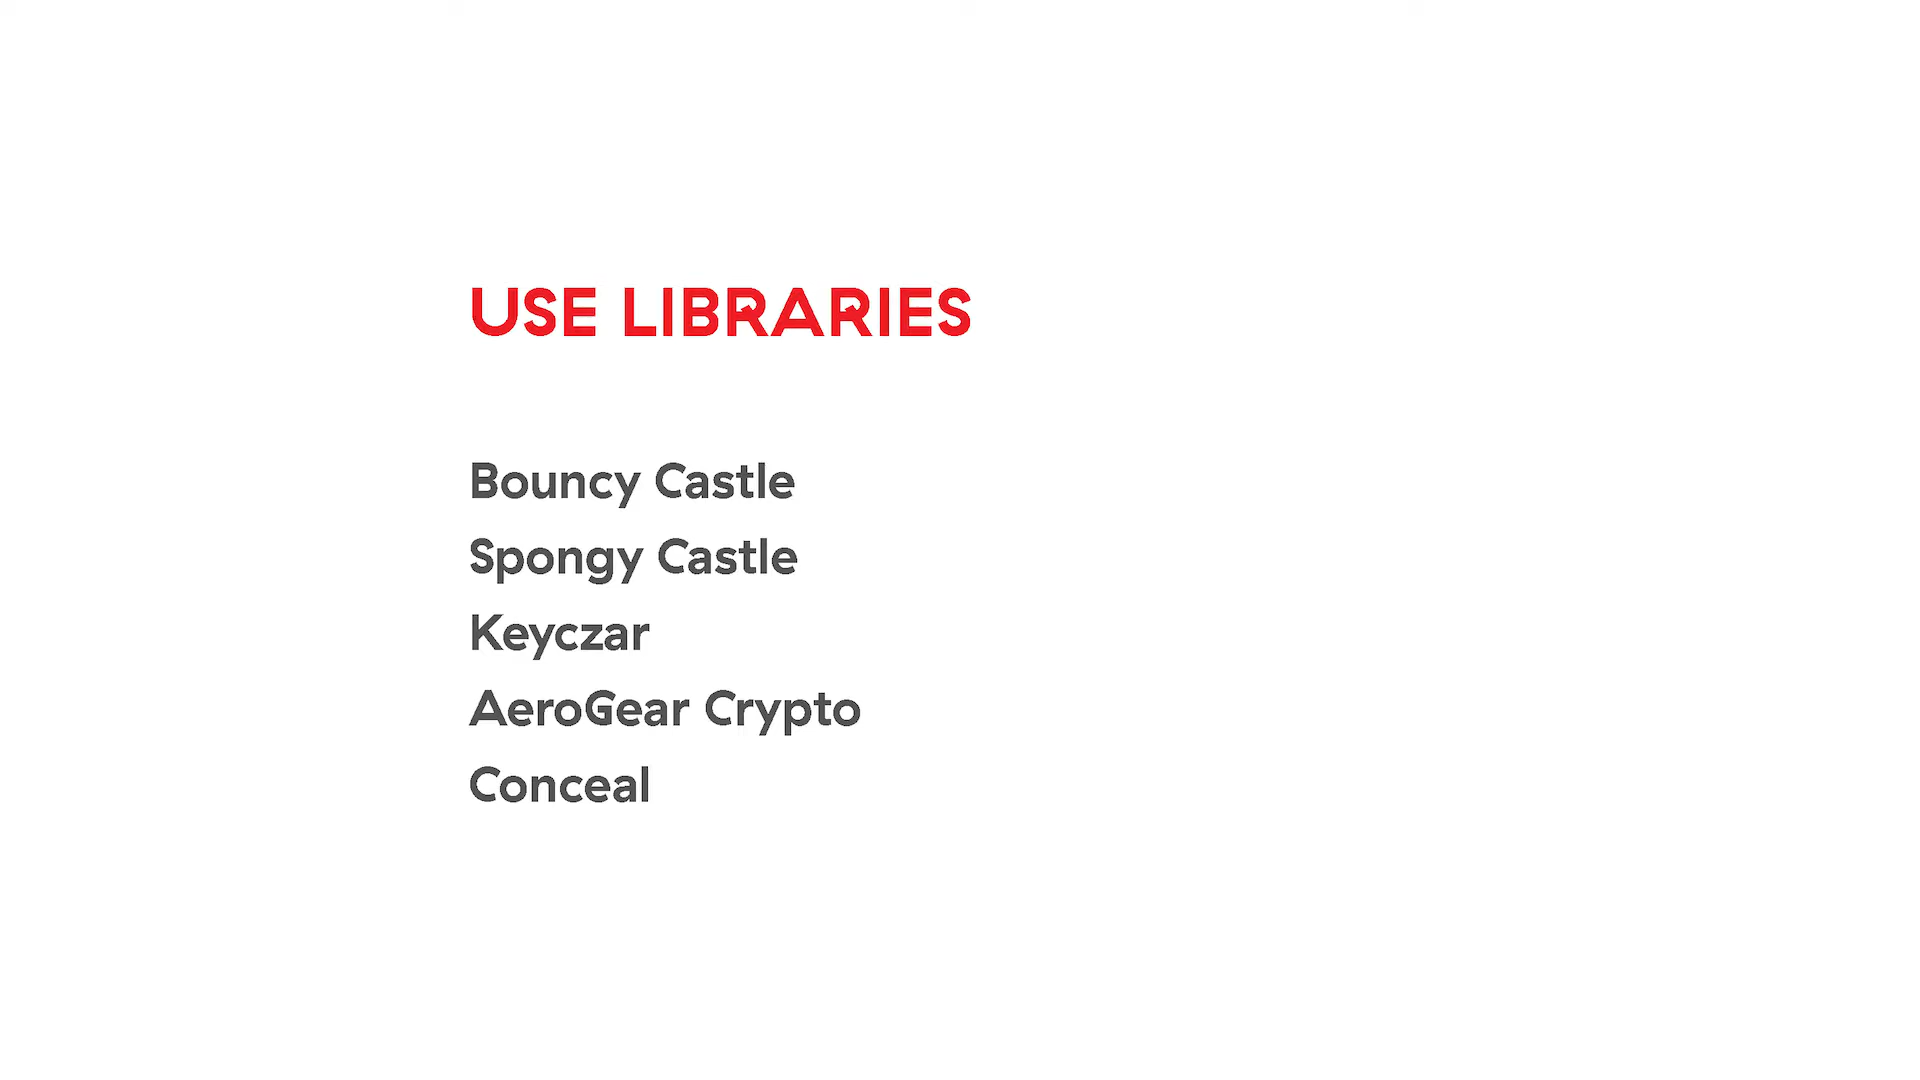 USE LIBRARIES
Bouncy Castle
Spongy Castle
Keyczar
AeroGear Crypto
Conceal